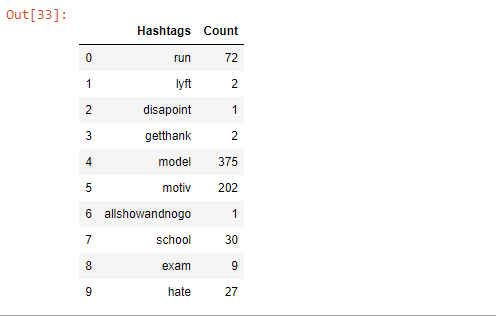 Out[33]:
Hashtags Count
0 run 72
1 lyft 2
2 disapoint 1
3 getthank 2
4 model 375
5 motiv 202
6 allshowandnogo 1
7 school 30
8 exam 9
9 hate 27